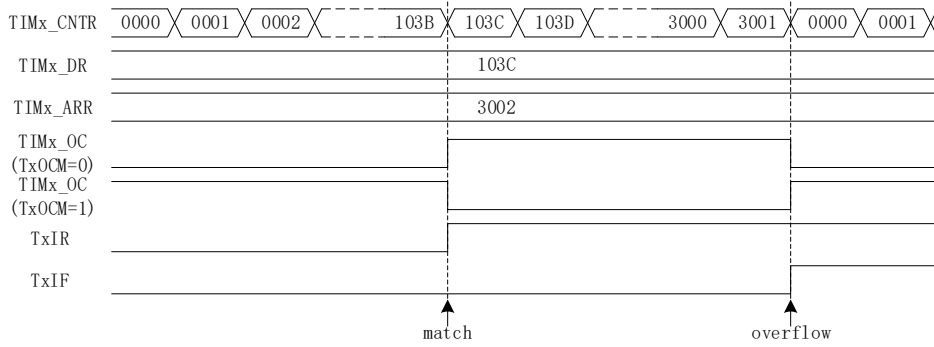 TIMx_CNTR 0000 0001 0002 103B 103C 103D 3000 3001 0000 0001
TIMx_DR 103C
TIMx_ARR 3002
TIMx_OC
(TxOCM=0)
TIMx_OC
(TxOCM=1)
TxIR
TxIF
match overflow